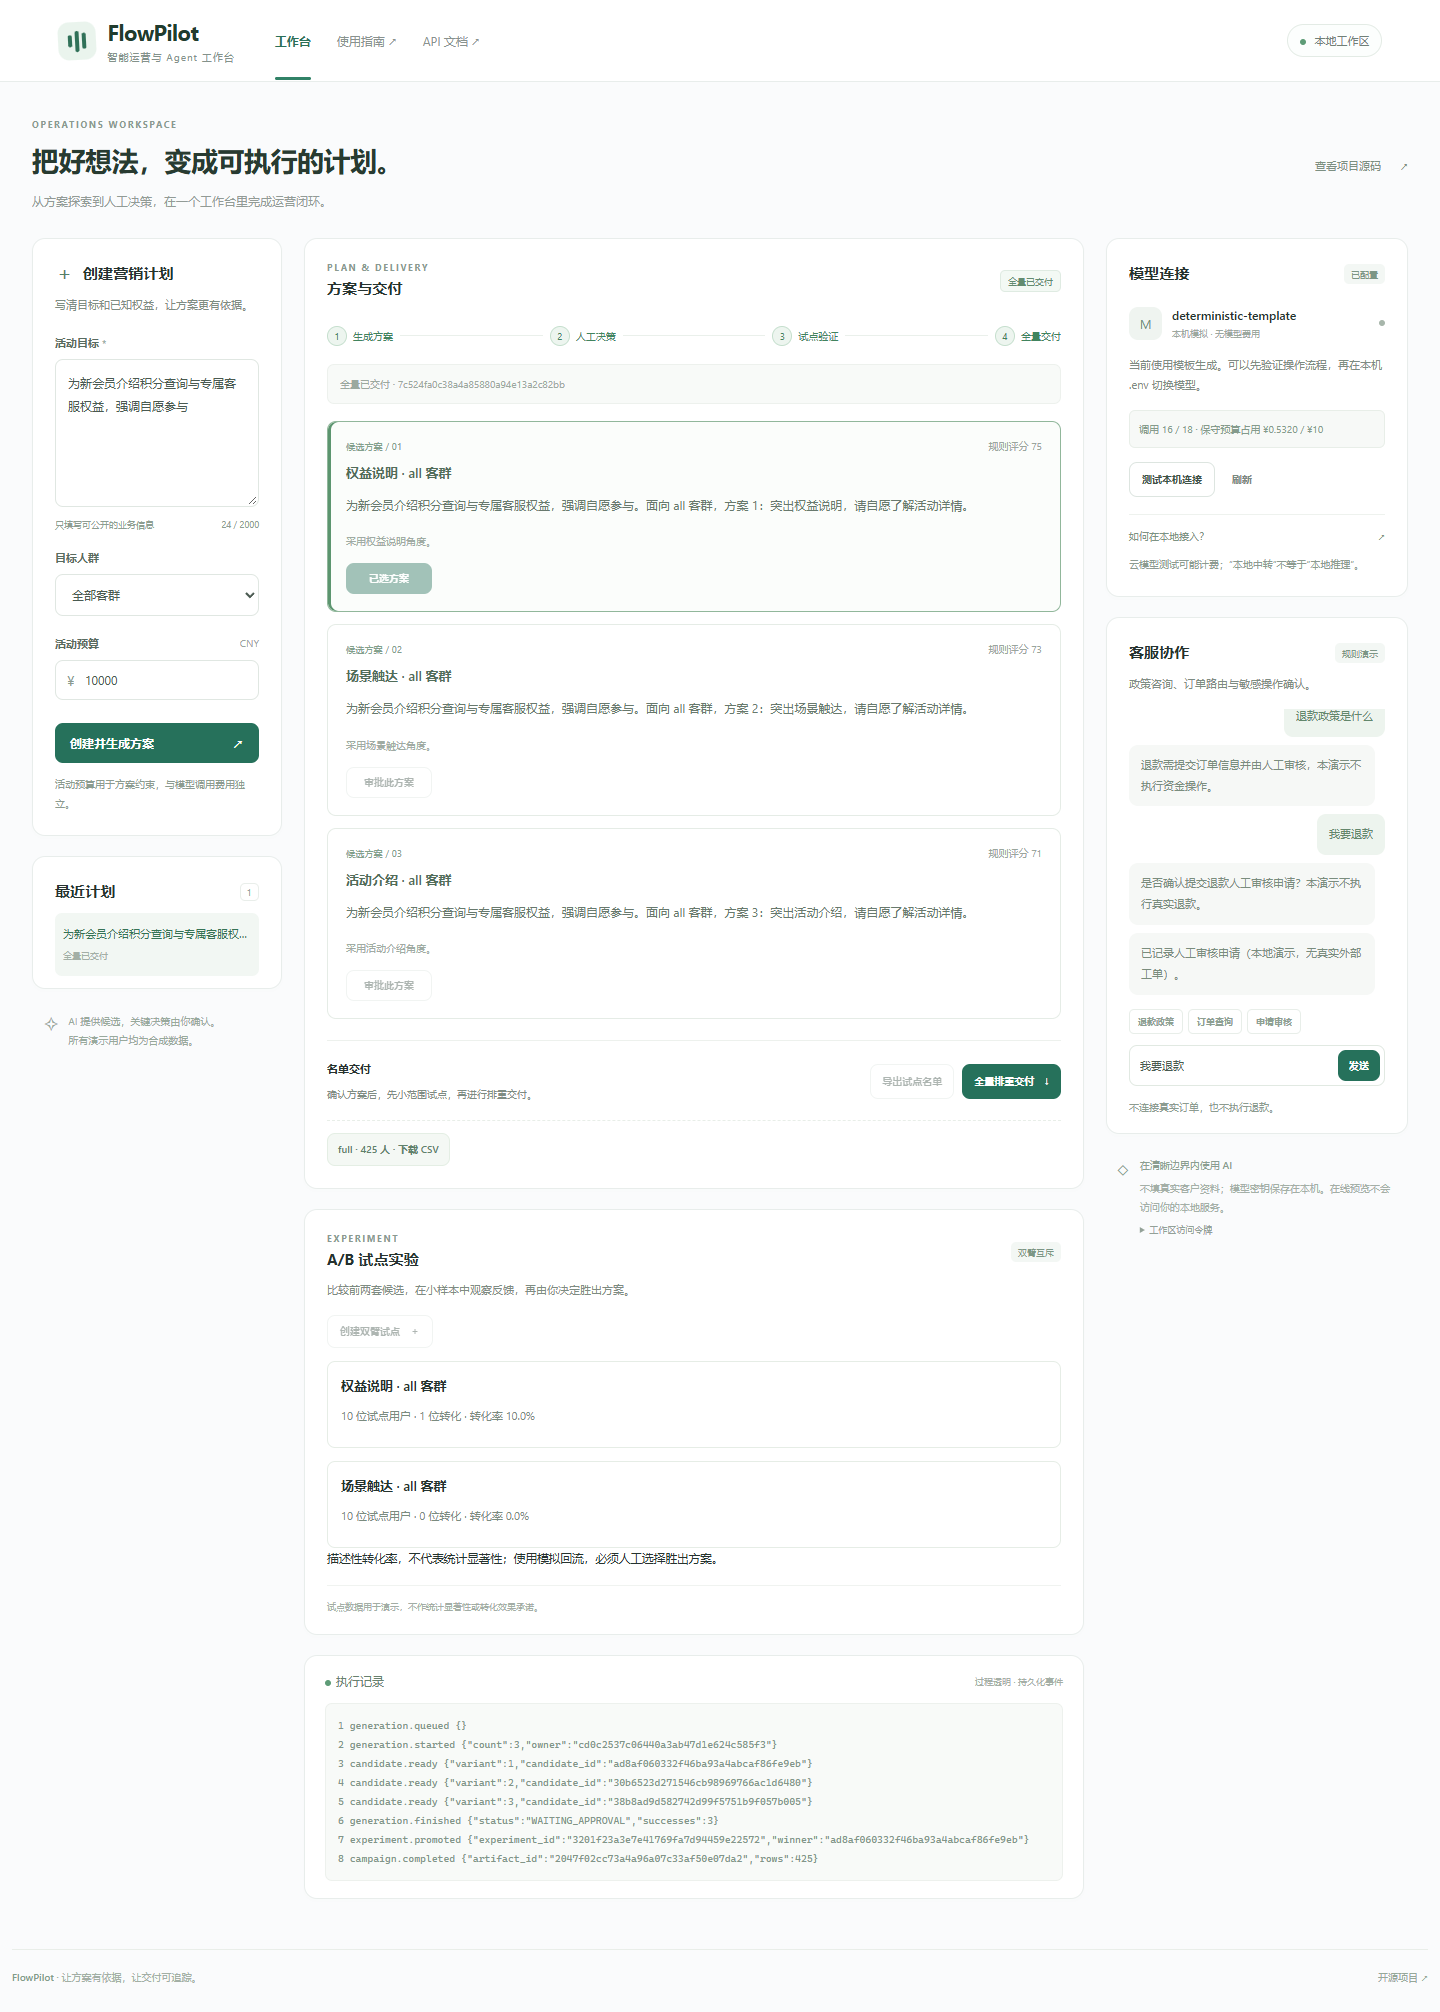 FlowPilot
智能运营与 Agent 工作台
工作台
使用指南 ↗
API 文档 ↗
本地工作区
OPERATIONS WORKSPACE
把好想法，变成可执行的计划。
从方案探索到人工决策，在一个工作台里完成运营闭环。
查看项目源码 ↗
+ 创建营销计划
写清目标和已知权益，让方案更有依据。
活动目标 *
为新会员介绍积分查询与专属客
服权益，强调自愿参与
只填写可公开的业务信息
24 / 2000
目标人群
全部客群
活动预算
CNY
¥ 10000
创建并生成方案 ↗
活动预算用于方案约束，与模型调用费用独
立。
最近计划
1
为新会员介绍积分查询与专属客服权...
全量已交付
AI 提供候选，关键决策由你确认。
所有演示用户均为合成数据。
PLAN & DELIVERY
方案与交付
全量已交付
1 生成方案
2 人工决策
3 试点验证
4 全量交付
全量已交付 · 7c524fa0c38a4a85880a94e13a2c82bb
候选方案 / 01
规则评分 75
权益说明 · all 客群
为新会员介绍积分查询与专属客服权益，强调自愿参与。面向 all 客群，方案 1：突出权益说明，请自愿了解活动详情。
采用权益说明角度。
已选方案
候选方案 / 02
规则评分 73
场景触达 · all 客群
为新会员介绍积分查询与专属客服权益，强调自愿参与。面向 all 客群，方案 2：突出场景触达，请自愿了解活动详情。
采用场景触达角度。
审批此方案
候选方案 / 03
规则评分 71
活动介绍 · all 客群
为新会员介绍积分查询与专属客服权益，强调自愿参与。面向 all 客群，方案 3：突出活动介绍，请自愿了解活动详情。
采用活动介绍角度。
审批此方案
名单交付
确认方案后，先小范围试点，再进行排重交付。
导出试点名单
全量排重交付 ↓
full · 425 人 · 下载 CSV
EXPERIMENT
A/B 试点实验
双臂互斥
比较前两套候选，在小样本中观察反馈，再由你决定胜出方案。
创建双臂试点 +
权益说明 · all 客群
10 位试点用户 · 1 位转化 · 转化率 10.0%
场景触达 · all 客群
10 位试点用户 · 0 位转化 · 转化率 0.0%
描述性转化率，不代表统计显著性；使用模拟回流，必须人工选择胜出方案。
试点数据用于演示，不作统计显著性或转化效果承诺。
执行记录
过程透明 · 持久化事件
1 generation.queued {}
2 generation.started {"count":3,"owner":"cd0c2537c06440a3ab47d1e624c585f3"}
3 candidate.ready {"variant":1,"candidate_id":"ad8af060332f46ba93a4abcaf86fe9eb"}
4 candidate.ready {"variant":2,"candidate_id":"30b6523d271546cb98969766ac1d6480"}
5 candidate.ready {"variant":3,"candidate_id":"38b8ad9d582742d99f5751b9f057b005"}
6 generation.finished {"status":"WAITING_APPROVAL","successes":3}
7 experiment.promoted {"experiment_id":"3201f23a3e7e41769fa7d94459e22572","winner":"ad8af060332f46ba93a4abcaf86fe9eb"}
8 campaign.completed {"artifact_id":"2047f02cc73a4a96a07c33af50e07da2","rows":425}
模型连接
已配置
M
deterministic-template
本机模拟 · 无模型费用
当前使用模板生成。可以先验证操作流程，再在本机
.env 切换模型。
调用 16 / 18 · 保守预算占用 ¥0.5320 / ¥10
测试本机连接
刷新
如何在本地接入？ ↗
云模型测试可能计费；“本地中转”不等于“本地推理”。
客服协作
规则演示
政策咨询、订单路由与敏感操作确认。
退款政策是什么
退款需提交订单信息并由人工审核，本演示不
执行资金操作。
我要退款
是否确认提交退款人工审核申请？本演示不执
行真实退款。
已记录人工审核申请（本地演示，无真实外部
工单）。
退款政策
订单查询
申请审核
我要退款
发送
不连接真实订单，也不执行退款。
在清晰边界内使用 AI
不填真实客户资料；模型密钥保存在本机。在线预览不会
访问你的本地服务。
▸ 工作区访问令牌
FlowPilot · 让方案有依据，让交付可追踪。
开源项目 ↗